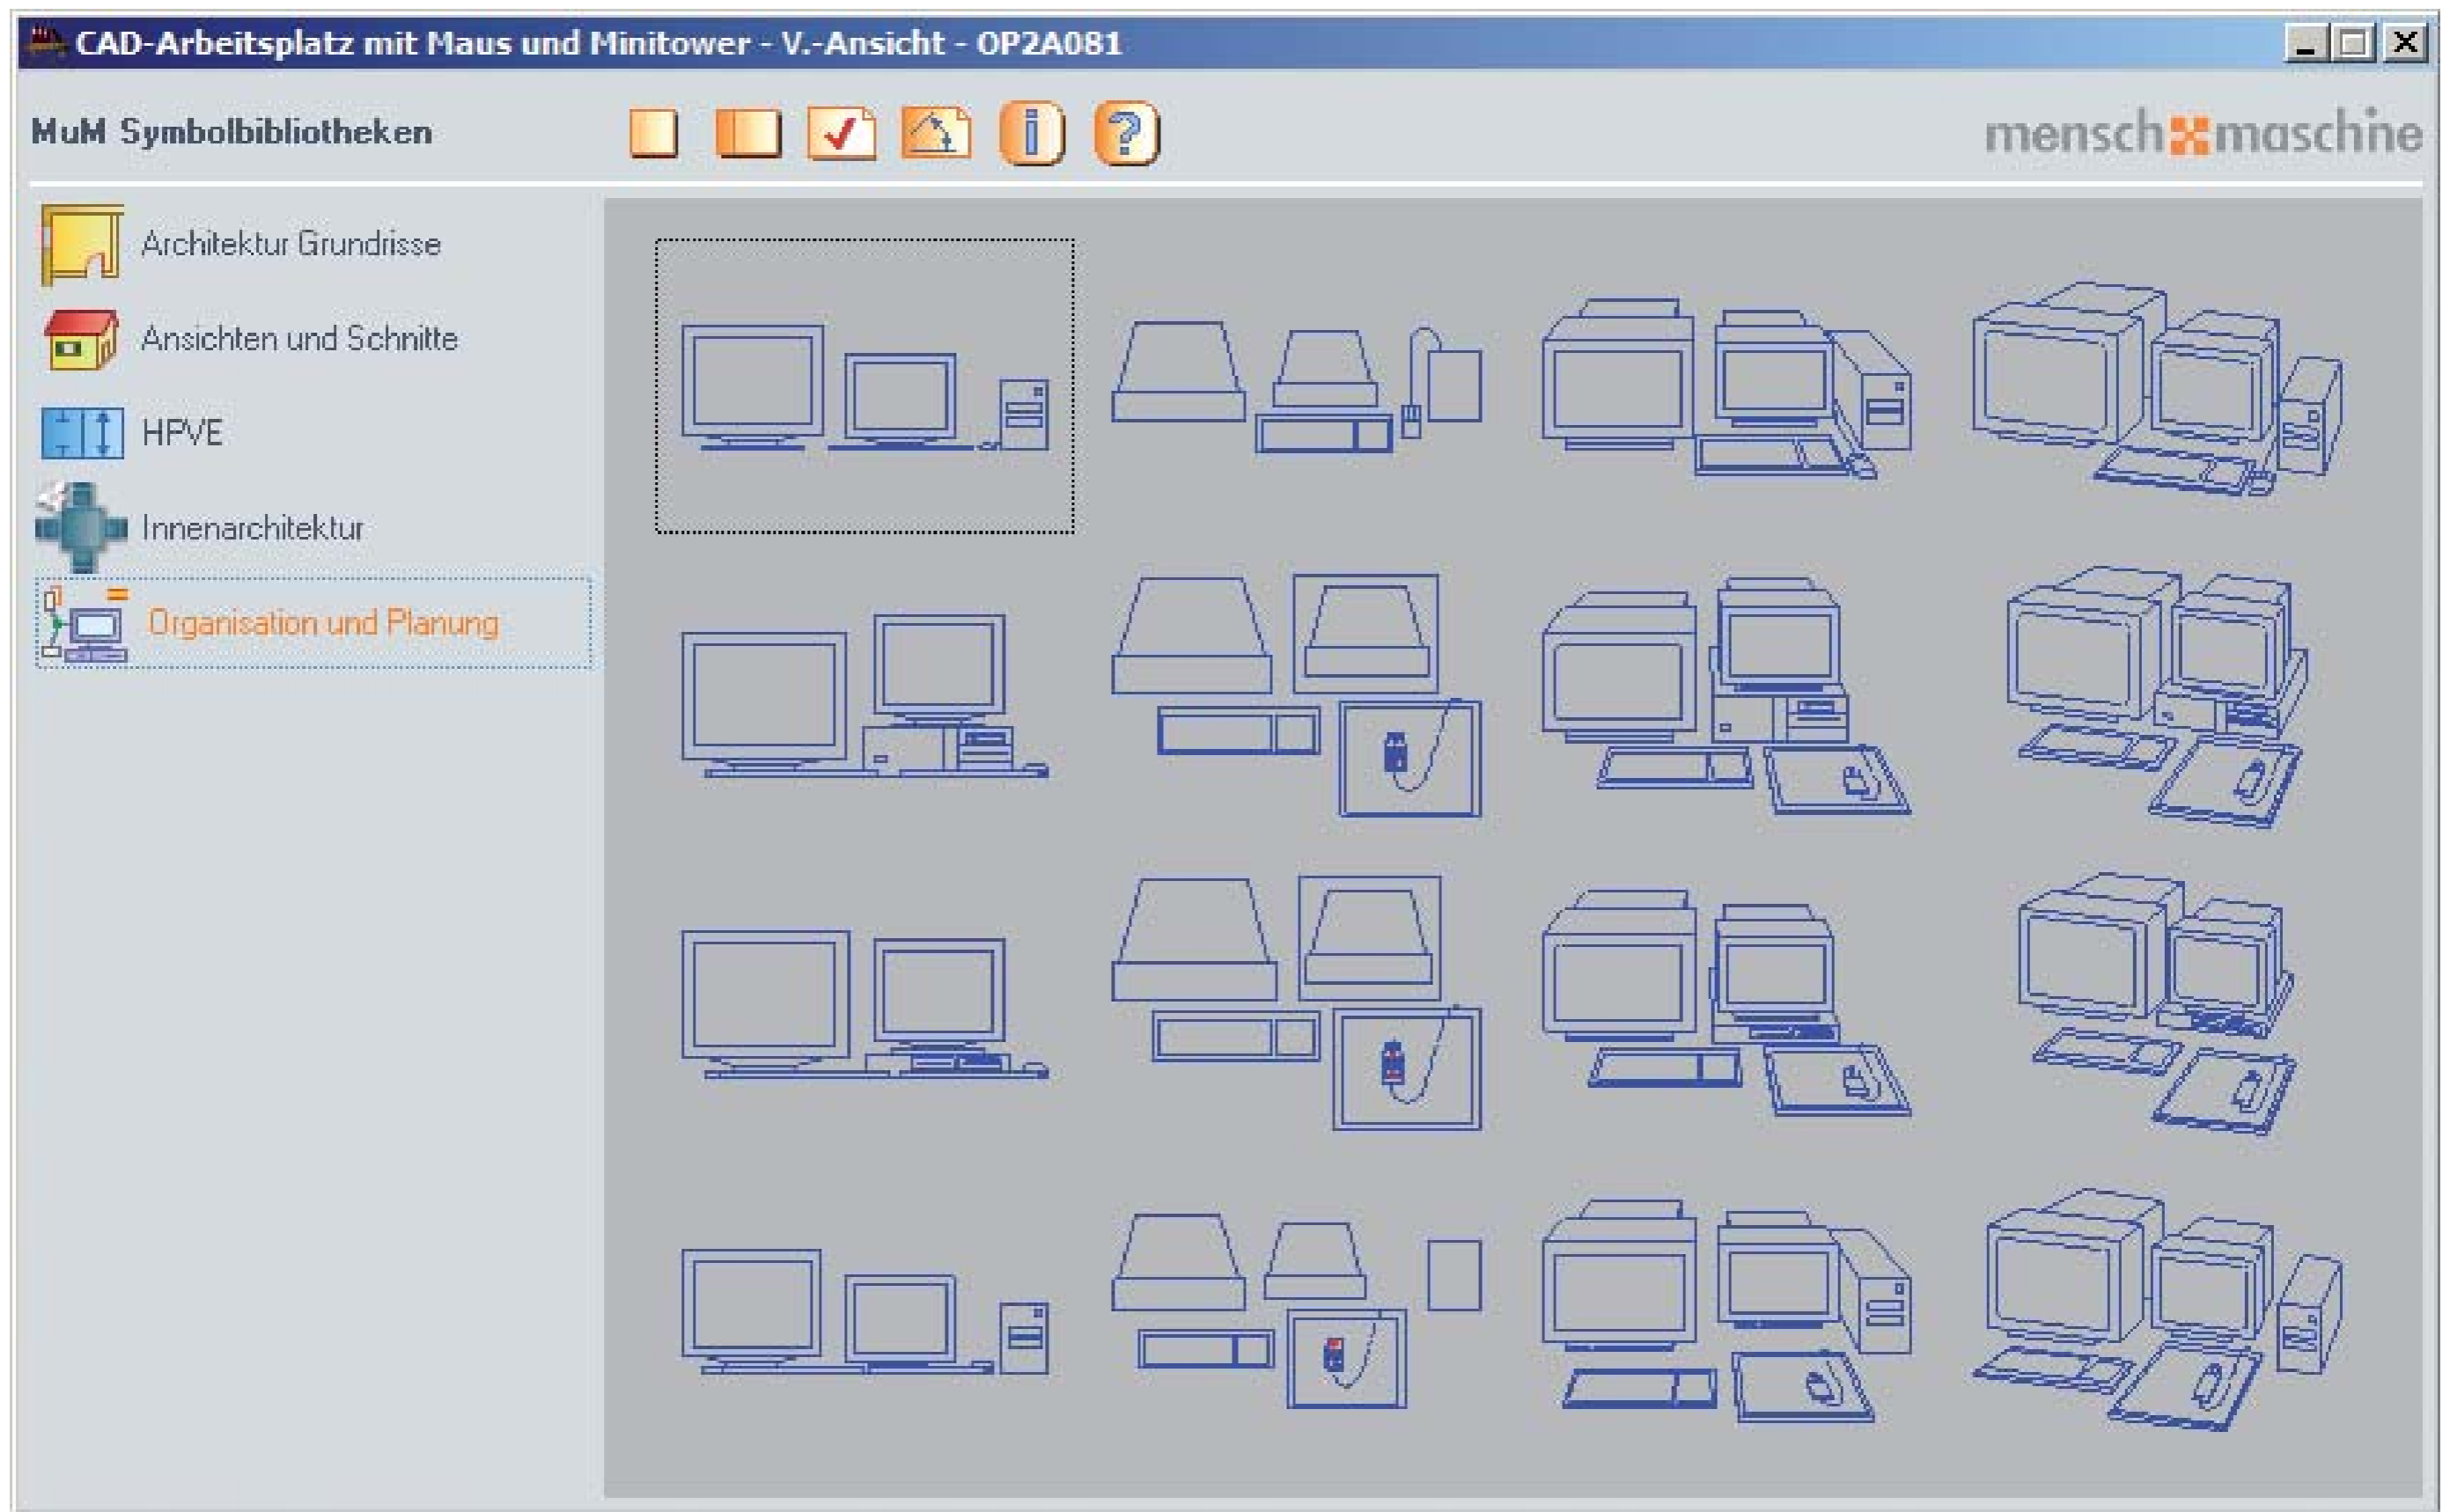 CAD-Arbeitsplatz mit Maus und Minitower - V.-Ansicht - OP2A081
MuM Symbolbibliotheken
mensch maschine
Architektur Grundrisse
Ansichten und Schnitte
HPVE
Innenarchitektur
Organisation und Planung